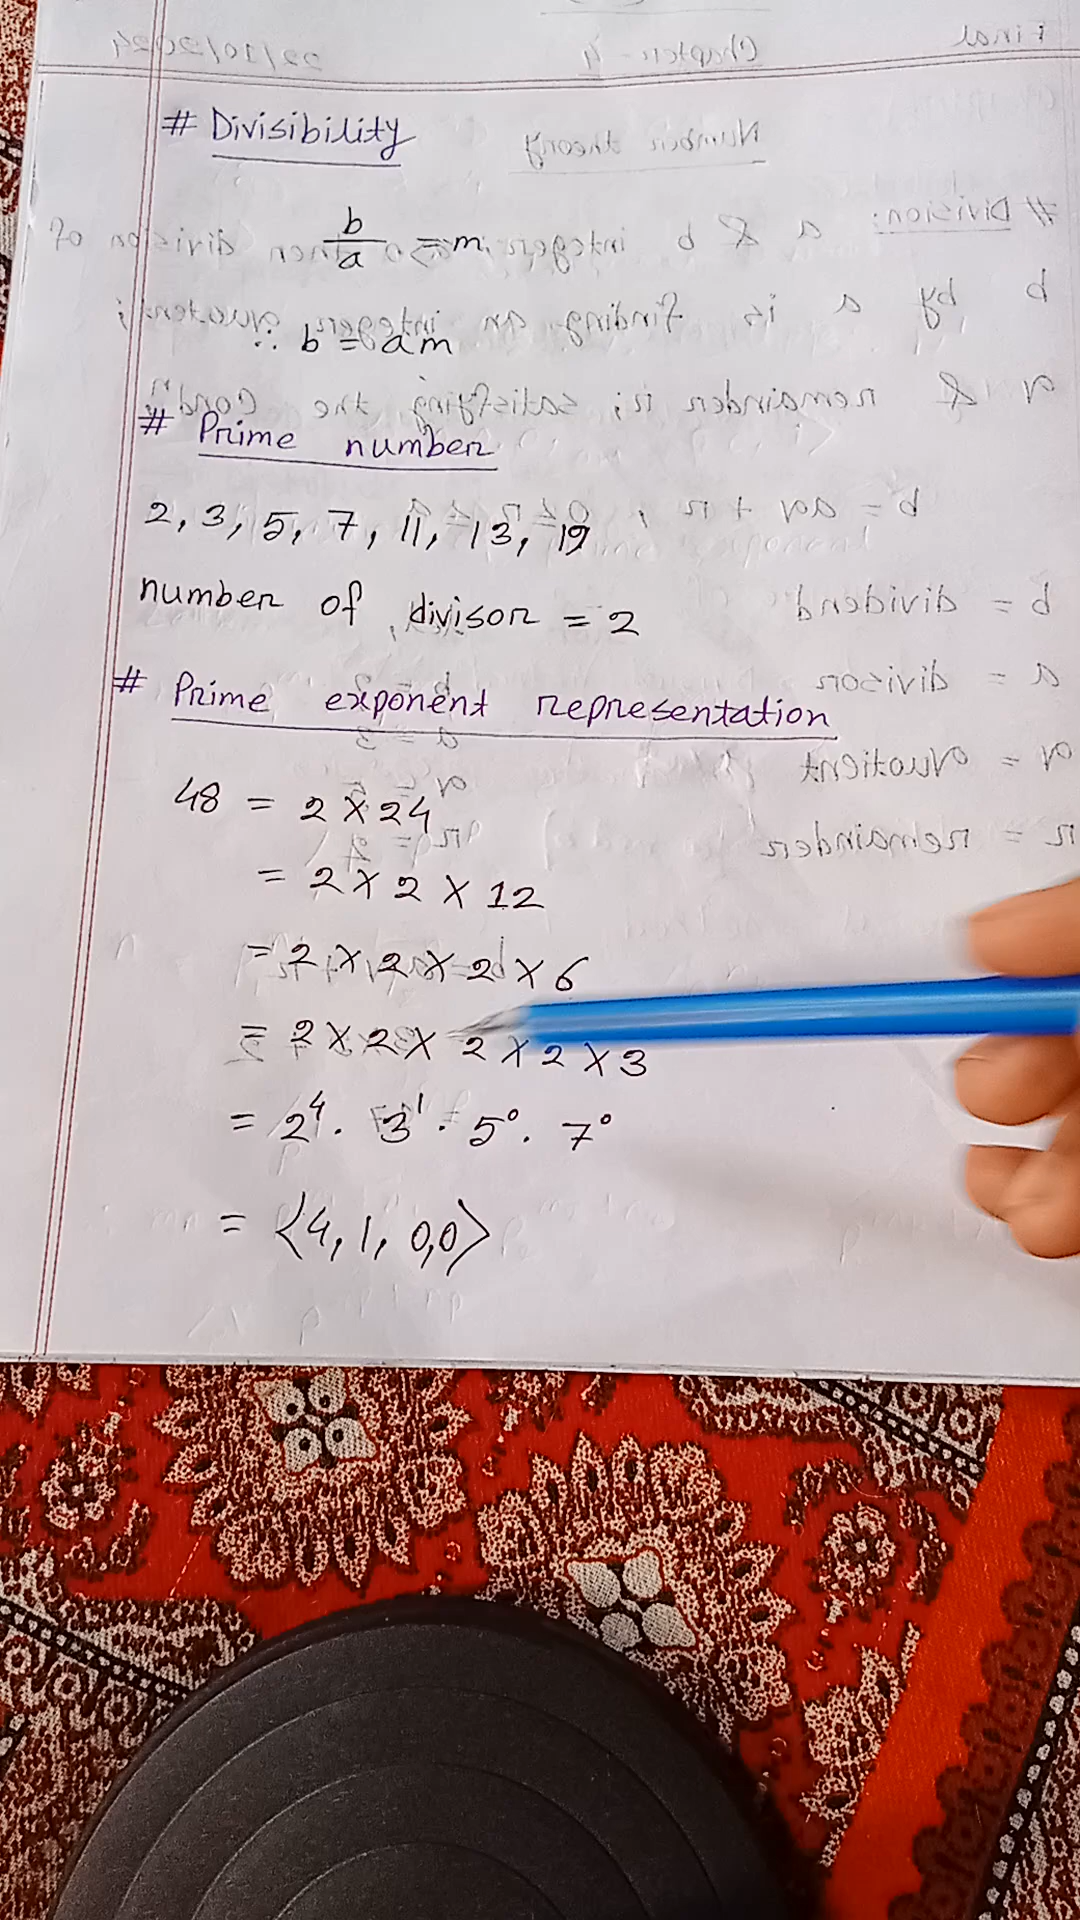 # Divisibility
b/a = m
∴ b = am
# Prime number
2, 3, 5, 7, 11, 13, 19
number of divisor = 2
# Prime exponent representation
48 = 2 × 24
= 2 × 2 × 12
= 2 × 2 × 2 × 6
= 2 × 2 × 2 × 2 × 3
= 2⁴ · 3¹ · 5⁰ · 7⁰
= ⟨4, 1, 0,0⟩